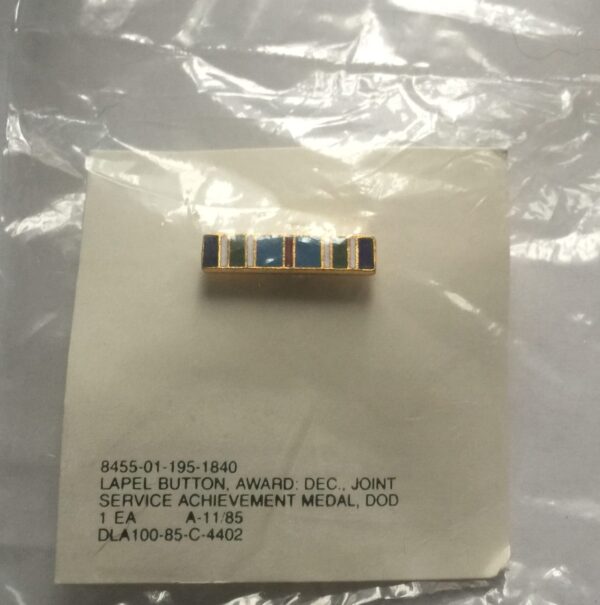 8455-01-195-1840
LAPEL BUTTON, AWARD: DEC., JOINT
SERVICE ACHIEVEMENT MEDAL, DOD
1 EA A-11/85
DLA100-85-C-4402